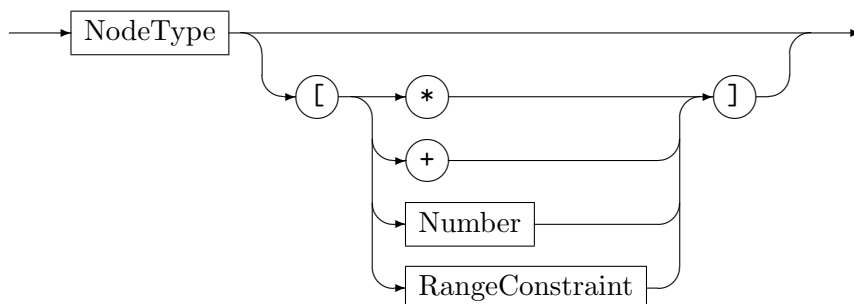 NodeType
[ * ]
+
Number
RangeConstraint